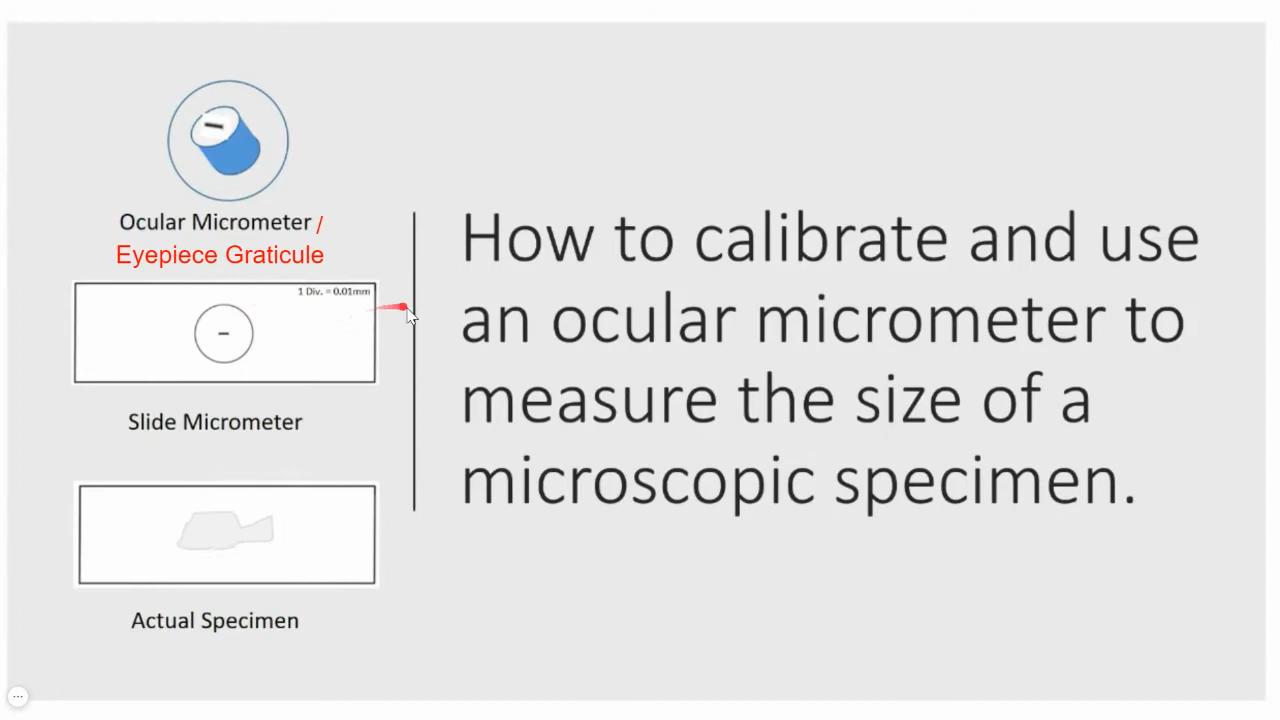 Ocular Micrometer /
Eyepiece Graticule
1 Div. = 0.01mm
Slide Micrometer
Actual Specimen
How to calibrate and use
an ocular micrometer to
measure the size of a
microscopic specimen.